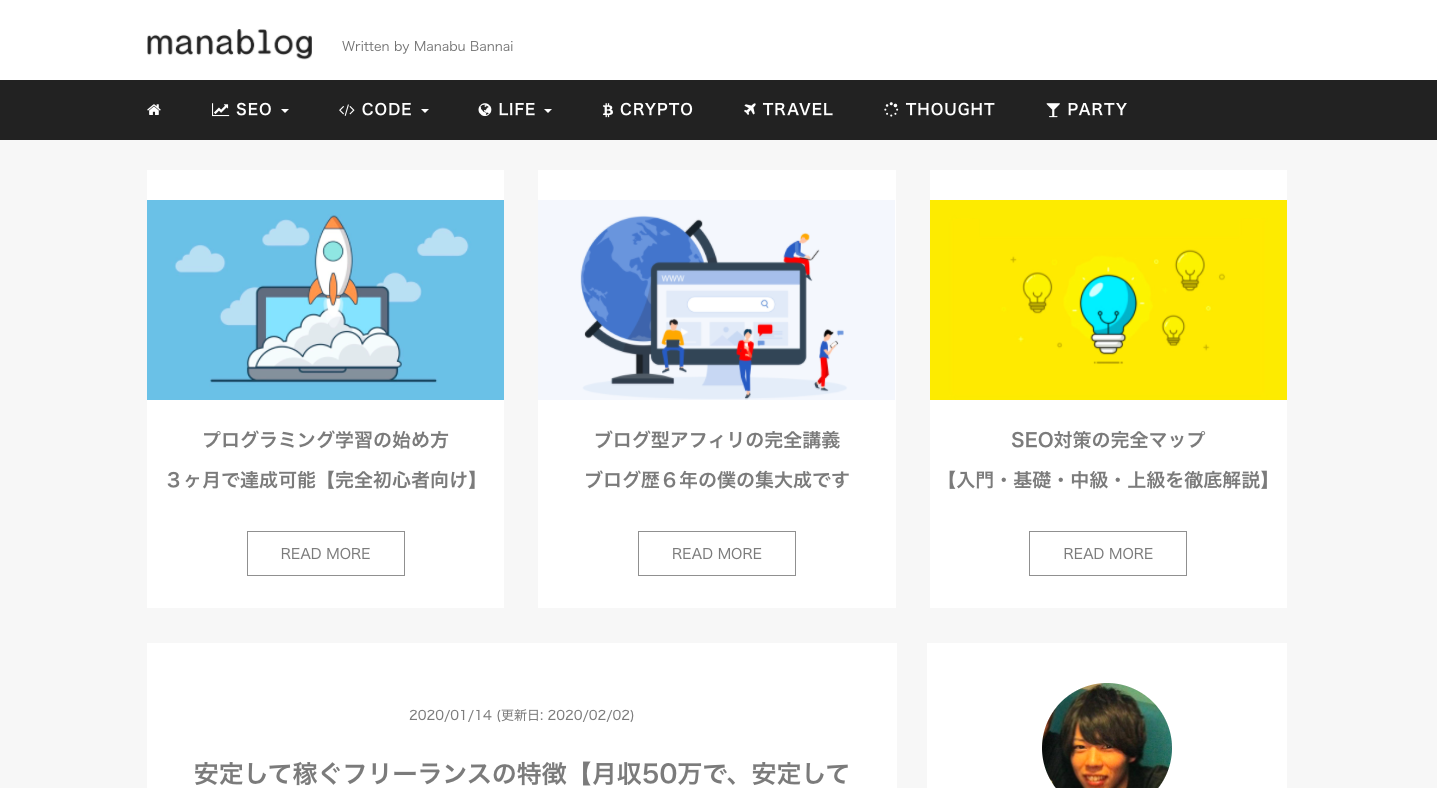 manablog
Written by Manabu Bannai
SEO CODE LIFE CRYPTO TRAVEL THOUGHT PARTY
www
プログラミング学習の始め方
３ヶ月で達成可能【完全初心者向け】
READ MORE
ブログ型アフィリの完全講義
ブログ歴６年の僕の集大成です
READ MORE
SEO対策の完全マップ
【入門・基礎・中級・上級を徹底解説】
READ MORE
2020/01/14 (更新日: 2020/02/02)
安定して稼ぐフリーランスの特徴【月収50万で、安定して